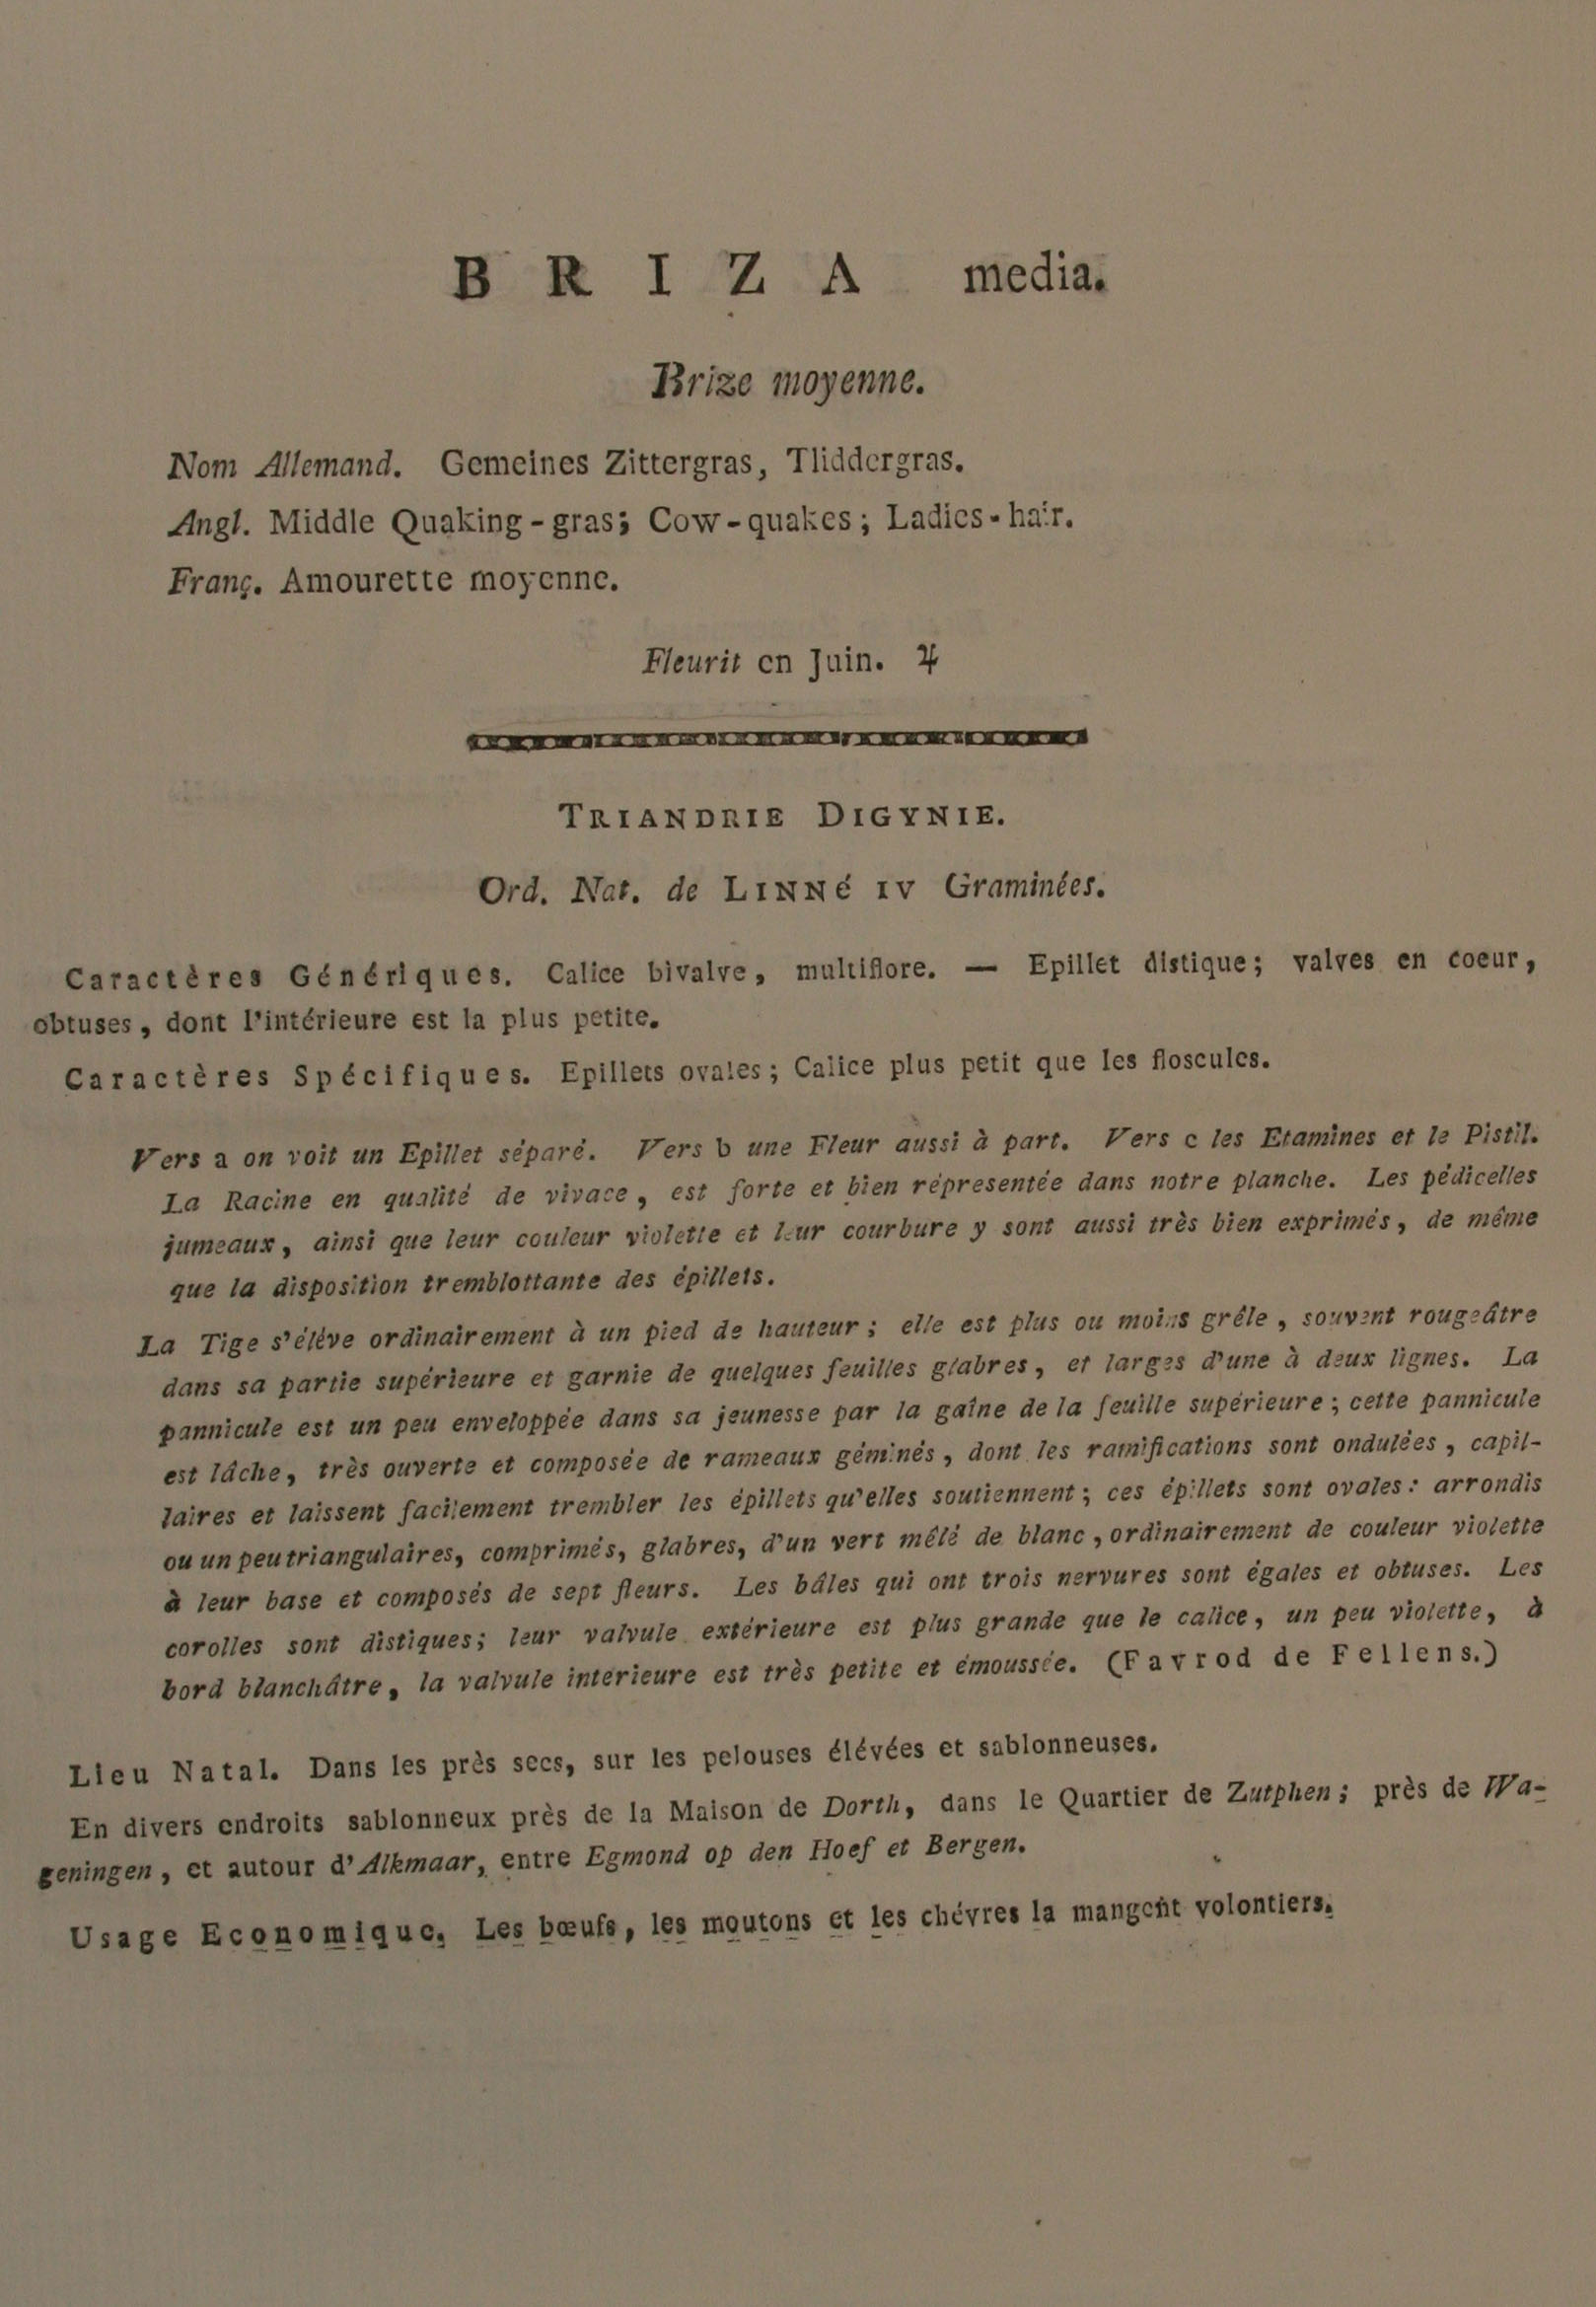 BRIZA media.
Brize moyenne.
Nom Allemand. Gemeines Zittergras, Tliddergras.
Angl. Middle Quaking-gras; Cow-quakes; Ladies-hair.
Franç. Amourette moyenne.
Fleurit en Juin. ♃
TRIANDRIE DIGYNIE.
Ord. Nat. de LINNé IV Graminées.
Caractères Génériques. Calice bivalve, multiflore. — Epillet distique; valves en coeur,
obtuses, dont l'intérieure est la plus petite.
Caractères Spécifiques. Epillets ovales; Calice plus petit que les floscules.
Vers a on voit un Epillet séparé. Vers b une Fleur aussi à part. Vers c les Etamines et le Pistil.
La Racine en qualité de vivace, est forte et bien répresentée dans notre planche. Les pédicelles
jumeaux, ainsi que leur couleur violette et leur courbure y sont aussi très bien exprimés, de même
que la disposition tremblottante des épillets.
La Tige s'élève ordinairement à un pied de hauteur; elle est plus ou moins grêle, souvent rougeâtre
dans sa partie supérieure et garnie de quelques feuilles glabres, et larges d'une à deux lignes. La
pannicule est un peu enveloppée dans sa jeunesse par la gaîne de la feuille supérieure; cette pannicule
est lâche, très ouverte et composée de rameaux géminés, dont les ramifications sont ondulées, capil-
laires et laissent facilement trembler les épillets qu'elles soutiennent; ces épillets sont ovales: arrondis
ou un peu triangulaires, comprimés, glabres, d'un vert mêlé de blanc, ordinairement de couleur violette
à leur base et composés de sept fleurs. Les bâles qui ont trois nervures sont égales et obtuses. Les
corolles sont distiques; leur valvule extérieure est plus grande que le calice, un peu violette, à
bord blanchâtre, la valvule intérieure est très petite et émoussée. (Favrod de Fellens.)
Lieu Natal. Dans les près secs, sur les pelouses élévées et sablonneuses.
En divers endroits sablonneux près de la Maison de Dorth, dans le Quartier de Zutphen; près de Wa-
geningen, et autour d'Alkmaar, entre Egmond op den Hoef et Bergen.
Usage Economique. Les bœufs, les moutons et les chévres la mangent volontiers.